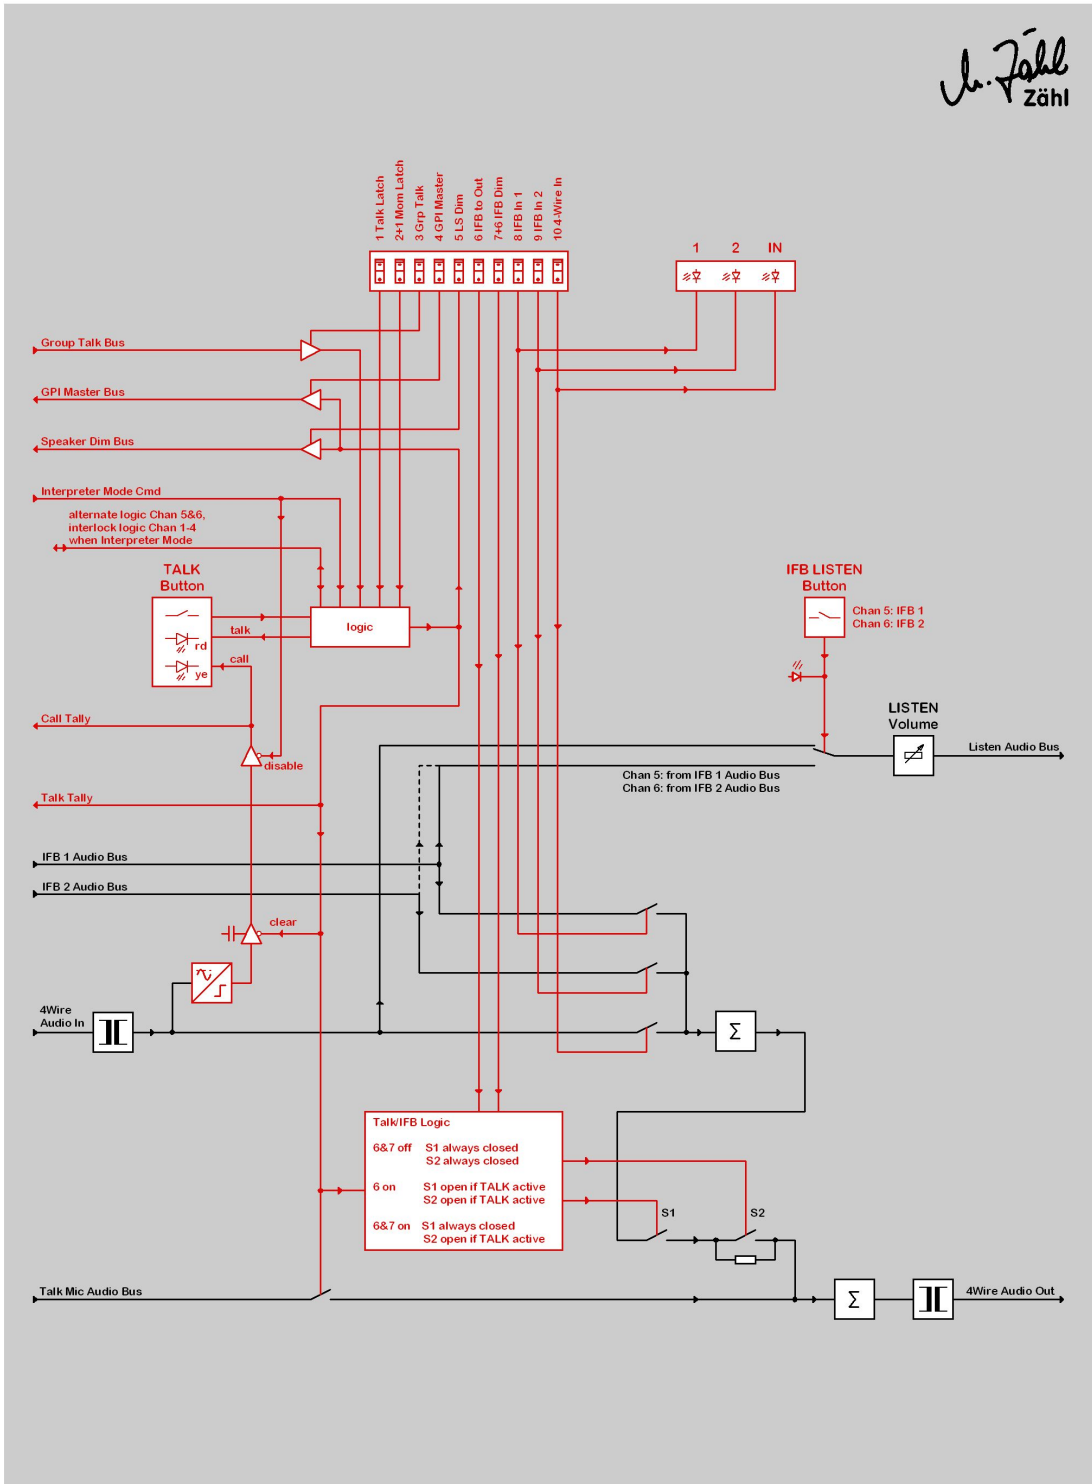 M. Zähl
Zähl
1 Talk Latch
2+1 Mom Latch
3 Grp Talk
4 GPI Master
5 LS Dim
6 IFB to Out
7+6 IFB Dim
8 IFB In 1
9 IFB In 2
10 4-Wire In
1 2 IN
Group Talk Bus
GPI Master Bus
Speaker Dim Bus
Interpreter Mode Cmd
alternate logic Chan 5&6,
interlock logic Chan 1-4
when Interpreter Mode
TALK
Button
talk
rd
call
ye
logic
IFB LISTEN
Button
Chan 5: IFB 1
Chan 6: IFB 2
Call Tally
disable
LISTEN
Volume
Listen Audio Bus
Chan 5: from IFB 1 Audio Bus
Chan 6: from IFB 2 Audio Bus
Talk Tally
IFB 1 Audio Bus
IFB 2 Audio Bus
clear
4Wire
Audio In
Σ
Talk/IFB Logic
6&7 off S1 always closed
S2 always closed
6 on S1 open if TALK active
S2 open if TALK active
6&7 on S1 always closed
S2 open if TALK active
S1 S2
Talk Mic Audio Bus
Σ
4Wire Audio Out